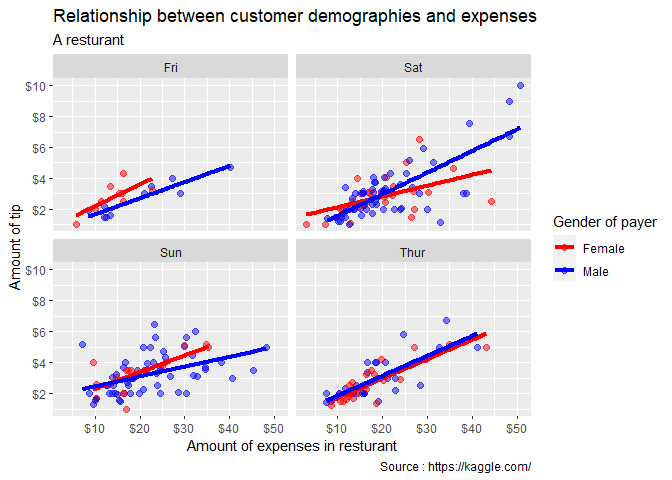 Relationship between customer demographies and expenses
A resturant
Fri
Sat
$10
$8
$6
$4
$2
Amount of tip
Sun
Thur
$10
$8
$6
$4
$2
$10 $20 $30 $40 $50
$10 $20 $30 $40 $50
Amount of expenses in resturant
Gender of payer
Female
Male
Source : https://kaggle.com/